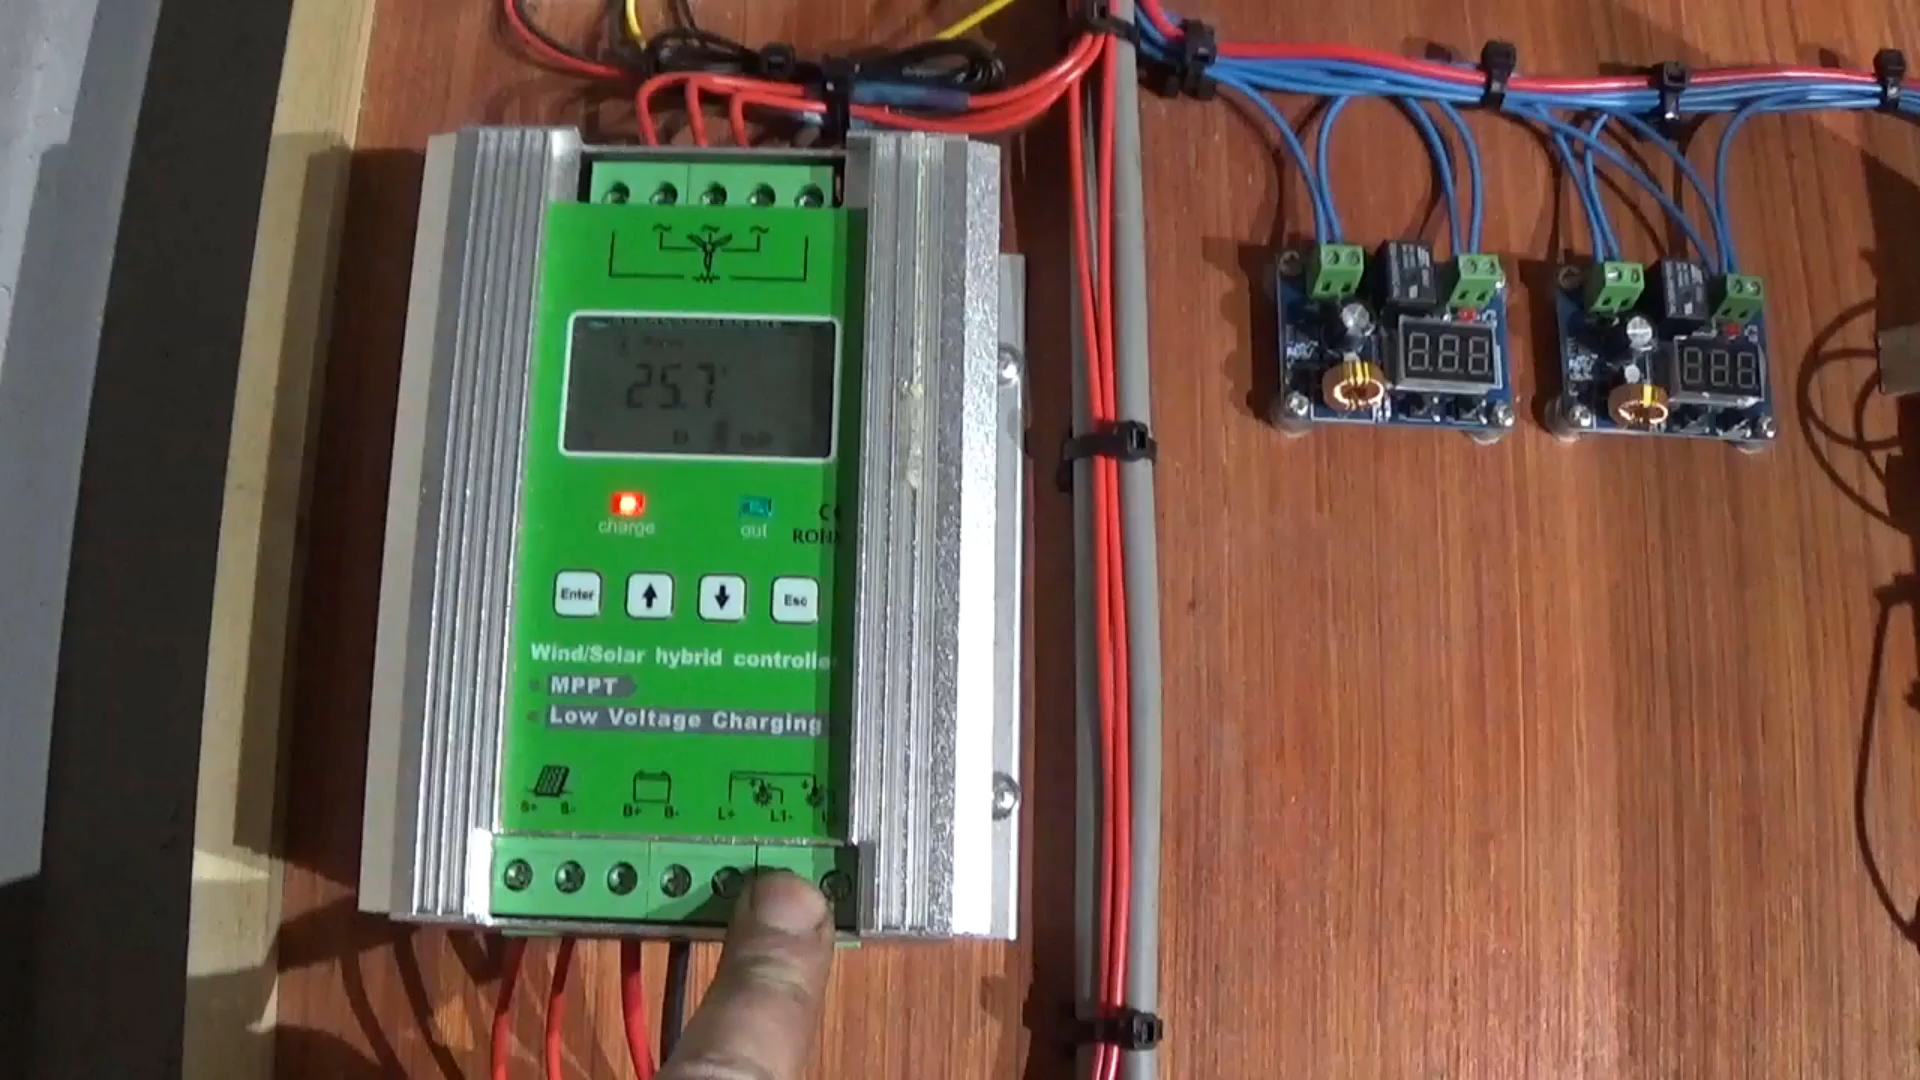 25.7
charge
out
Enter
Esc
Wind/Solar hybrid controlle
MPPT
Low Voltage Charging
S+ S-
B+ B-
L+ L1-